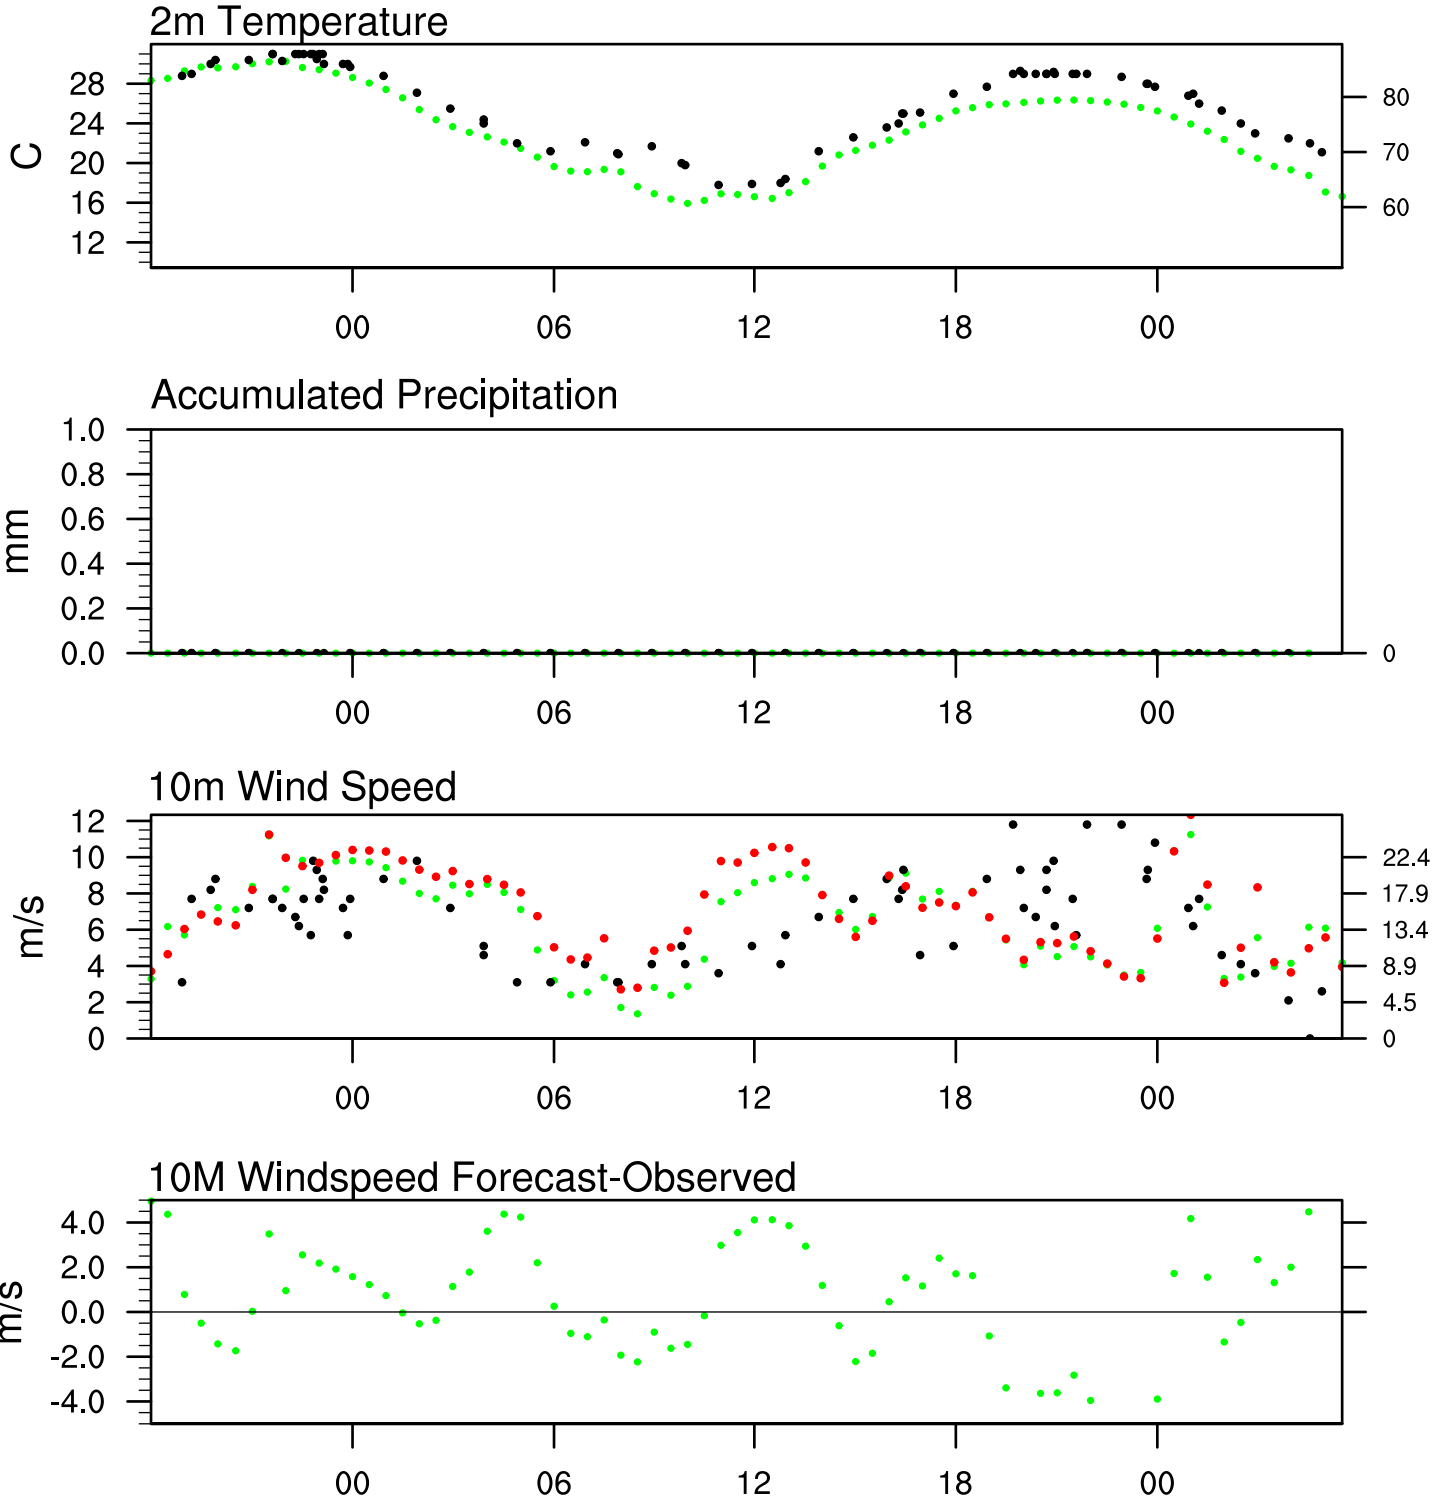 2m Temperature
28
24
20
16
12
C
80
70
60
00 06 12 18 00
Accumulated Precipitation
1.0
0.8
0.6
0.4
0.2
0.0
mm
0
00 06 12 18 00
10m Wind Speed
12
10
8
6
4
2
0
m/s
22.4
17.9
13.4
8.9
4.5
0
00 06 12 18 00
10M Windspeed Forecast-Observed
4.0
2.0
0.0
-2.0
-4.0
m/s
00 06 12 18 00